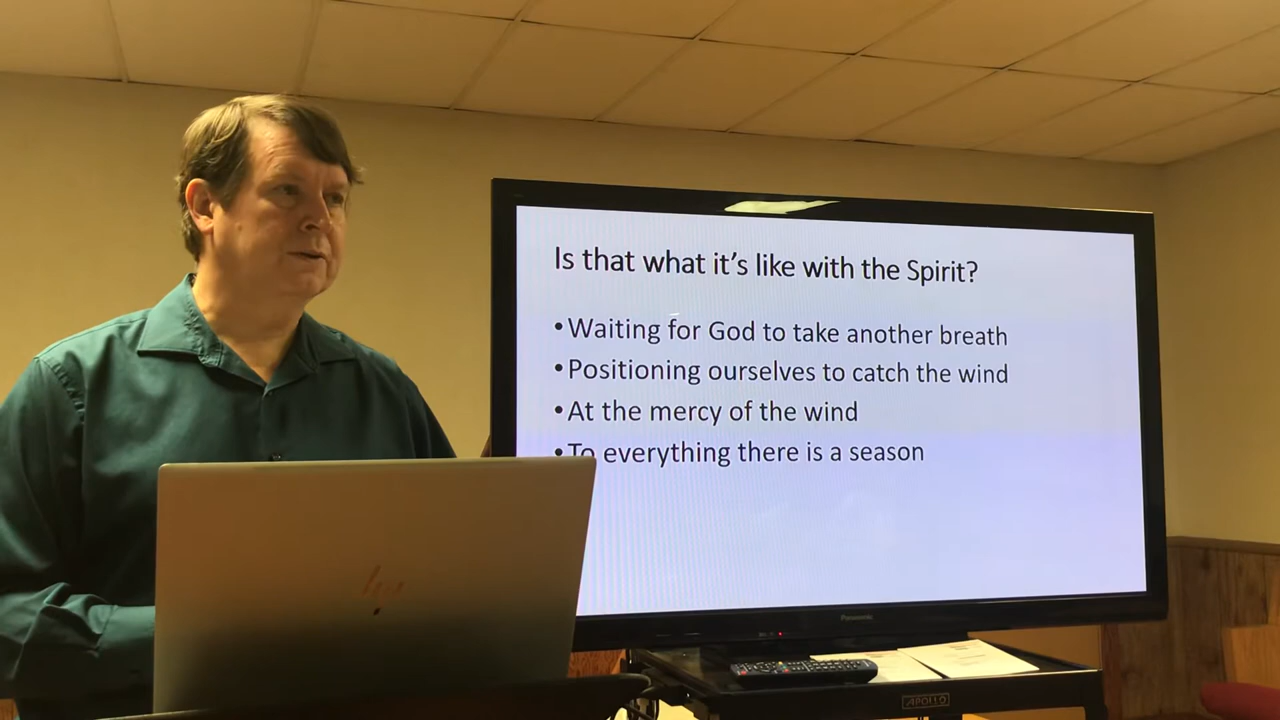 Is that what it's like with the Spirit?
•Waiting for God to take another breath
•Positioning ourselves to catch the wind
•At the mercy of the wind
•To everything there is a season
hp
Panasonic
APOLLO